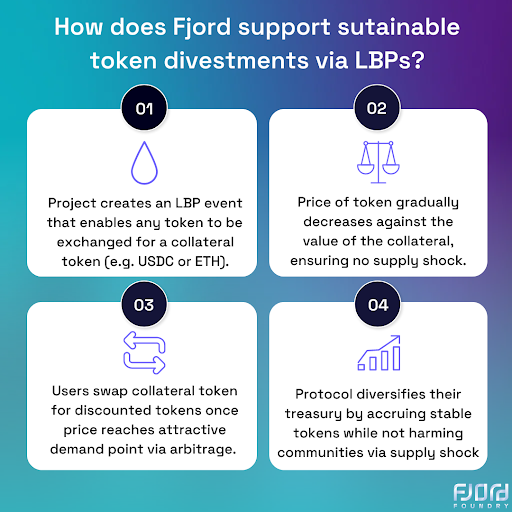 How does Fjord support sutainable
token divestments via LBPs?
01
Project creates an LBP event
that enables any token to be
exchanged for a collateral
token (e.g. USDC or ETH).
02
Price of token gradually
decreases against the
value of the collateral,
ensuring no supply shock.
03
Users swap collateral token
for discounted tokens once
price reaches attractive
demand point via arbitrage.
04
Protocol diversifies their
treasury by accruing stable
tokens while not harming
communities via supply shock
Fjord
FOUNDRY